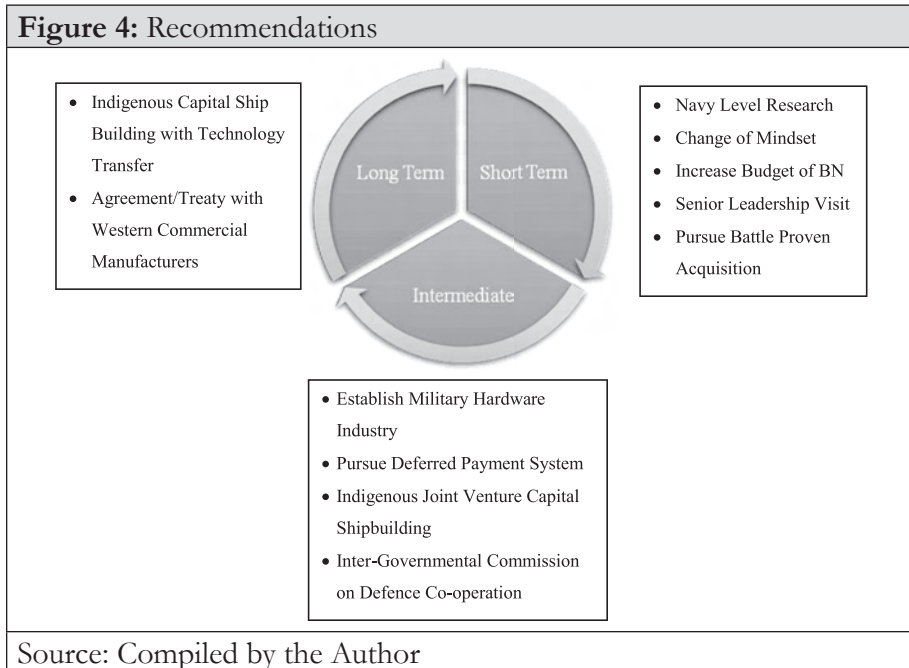 Figure 4: Recommendations
• Indigenous Capital Ship
Building with Technology
Transfer
• Agreement/Treaty with
Western Commercial
Manufacturers
Long Term
Short Term
Intermediate
• Navy Level Research
• Change of Mindset
• Increase Budget of BN
• Senior Leadership Visit
• Pursue Battle Proven
Acquisition
• Establish Military Hardware
Industry
• Pursue Deferred Payment System
• Indigenous Joint Venture Capital
Shipbuilding
• Inter-Governmental Commission
on Defence Co-operation
Source: Compiled by the Author